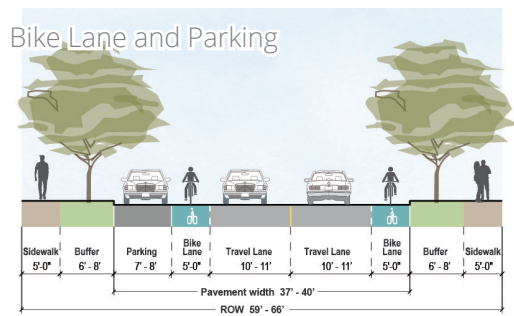 Bike Lane and Parking
Sidewalk Buffer Parking Bike Lane Travel Lane Travel Lane Bike Lane Buffer Sidewalk
5'-0" 6' - 8' 7' - 8' 5'-0" 10' - 11' 10' - 11' 5'-0" 6' - 8' 5'-0"
Pavement width 37' - 40'
ROW 59' - 66'